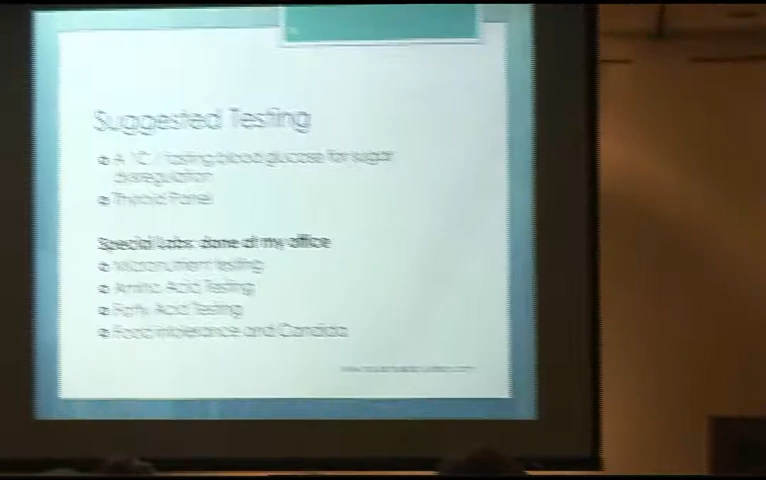 Suggested Testing
A 1C / fasting blood glucose for sugar
disregulation
Thyroid Panel
Special Labs: done at my office
Micronutrient testing
Amino Acid Testing
Fatty Acid Testing
Food Intolerance and Candida